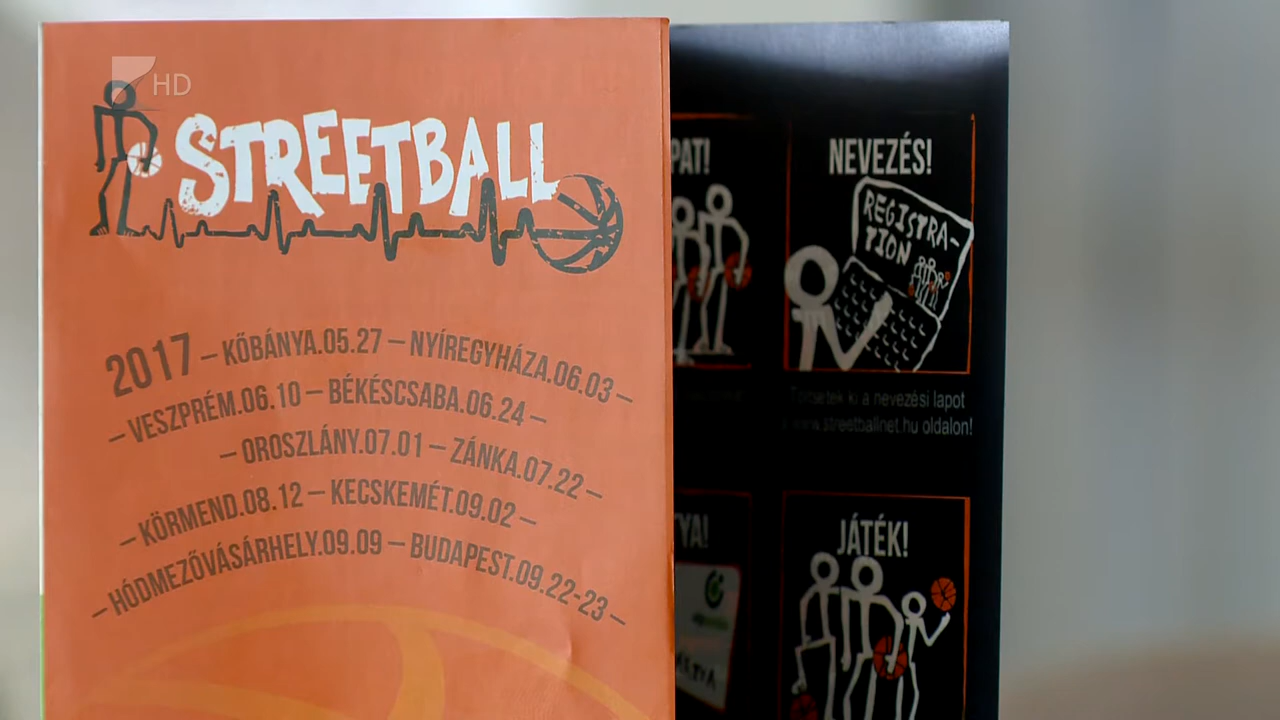 HD
STREETBALL
2017 – KŐBÁNYA.05.27 – NYÍREGYHÁZA.06.03 –
– VESZPRÉM.06.10 – BÉKÉSCSABA.06.24 –
– OROSZLÁNY.07.01 – ZÁNKA.07.22 –
– KÖRMEND.08.12 – KECSKEMÉT.09.02 –
– HÓDMEZŐVÁSÁRHELY.09.09 – BUDAPEST.09.22-23 –
PAT!
NEVEZÉS!
REGISTRA-
TION
Töltsétek ki a nevezési lapot
www.streetballnet.hu oldalon!
TYA!
JÁTÉK!